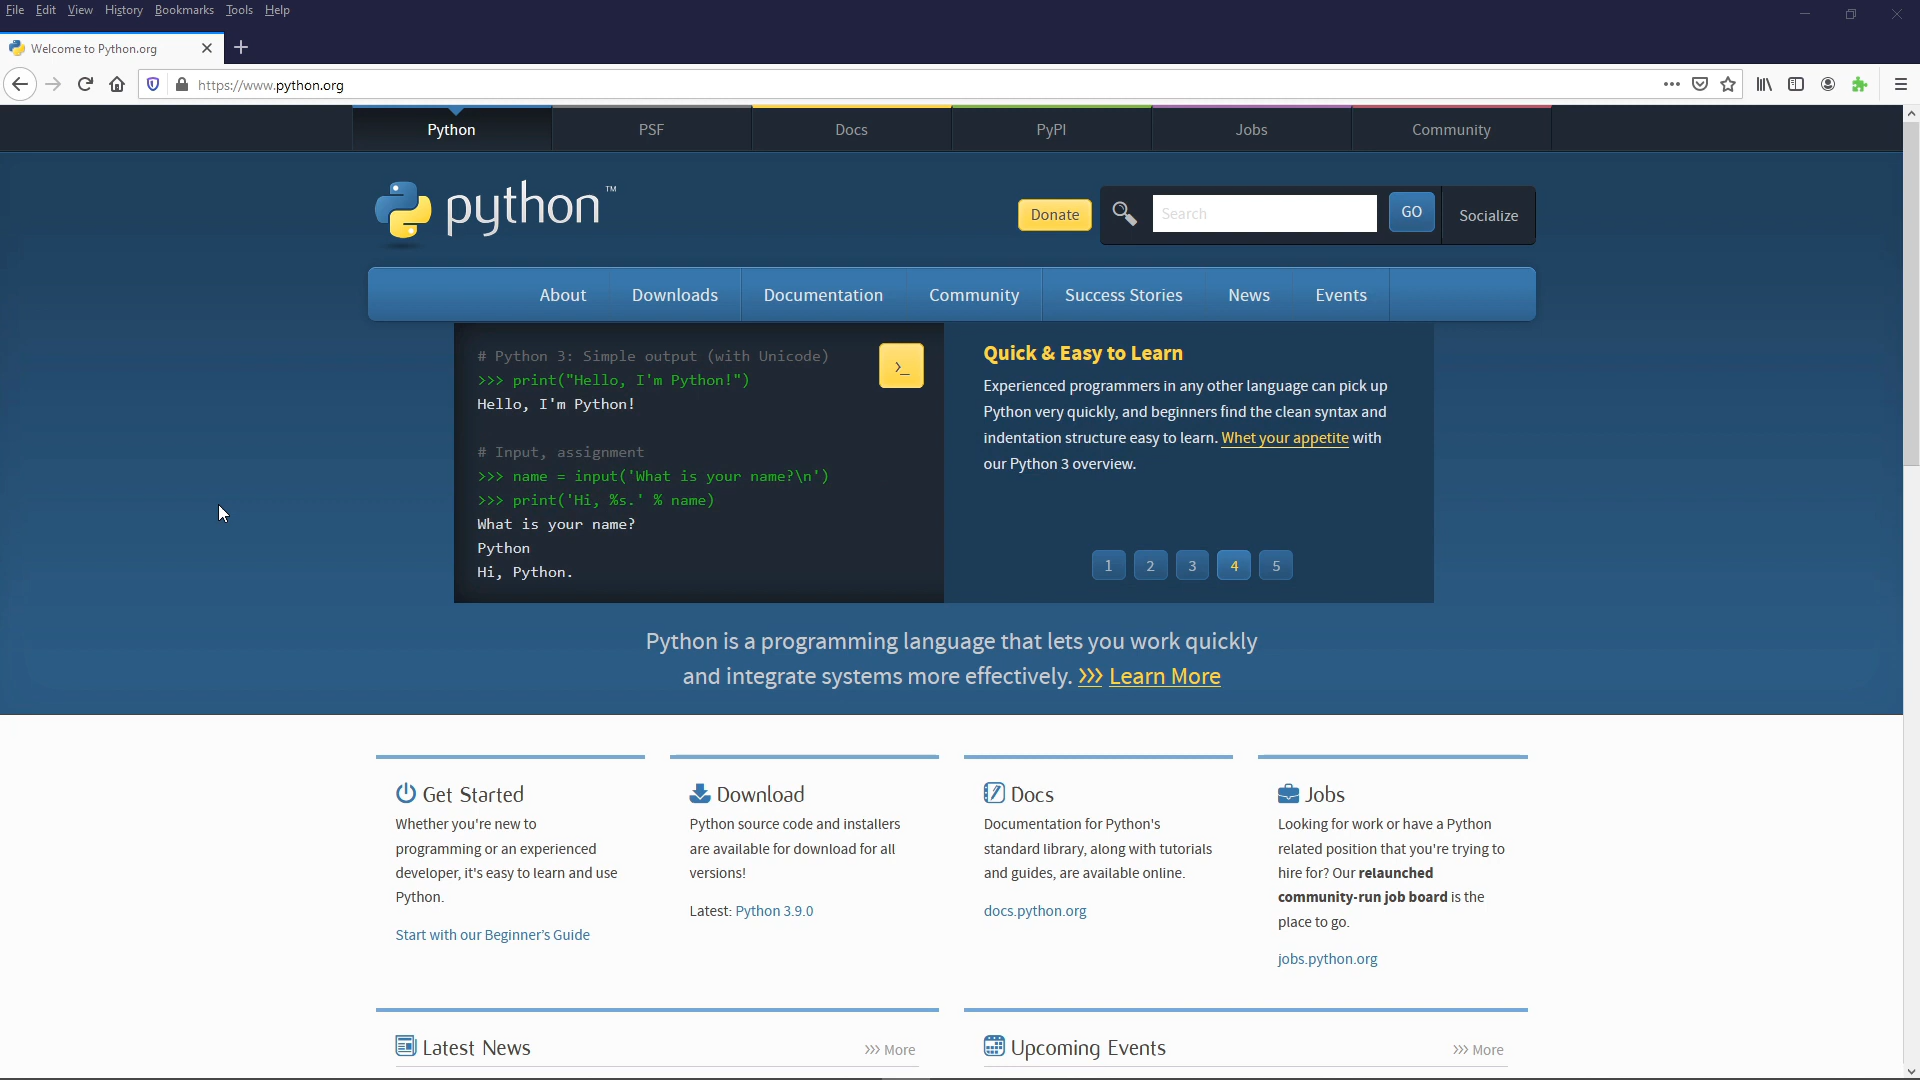 File Edit View History Bookmarks Tools Help
Welcome to Python.org
https://www.python.org
Python PSF Docs PyPI Jobs Community
python™
Donate Search GO Socialize
About Downloads Documentation Community Success Stories News Events
# Python 3: Simple output (with Unicode)
>>> print("Hello, I'm Python!")
Hello, I'm Python!
# Input, assignment
>>> name = input('What is your name?\n')
>>> print('Hi, %s.' % name)
What is your name?
Python
Hi, Python.
>_
Quick & Easy to Learn
Experienced programmers in any other language can pick up
Python very quickly, and beginners find the clean syntax and
indentation structure easy to learn. Whet your appetite with
our Python 3 overview.
1 2 3 4 5
Python is a programming language that lets you work quickly
and integrate systems more effectively. >>> Learn More
Get Started
Whether you're new to
programming or an experienced
developer, it's easy to learn and use
Python.
Start with our Beginner’s Guide
Download
Python source code and installers
are available for download for all
versions!
Latest: Python 3.9.0
Docs
Documentation for Python's
standard library, along with tutorials
and guides, are available online.
docs.python.org
Jobs
Looking for work or have a Python
related position that you're trying to
hire for? Our relaunched
community-run job board is the
place to go.
jobs.python.org
Latest News >>> More
Upcoming Events >>> More